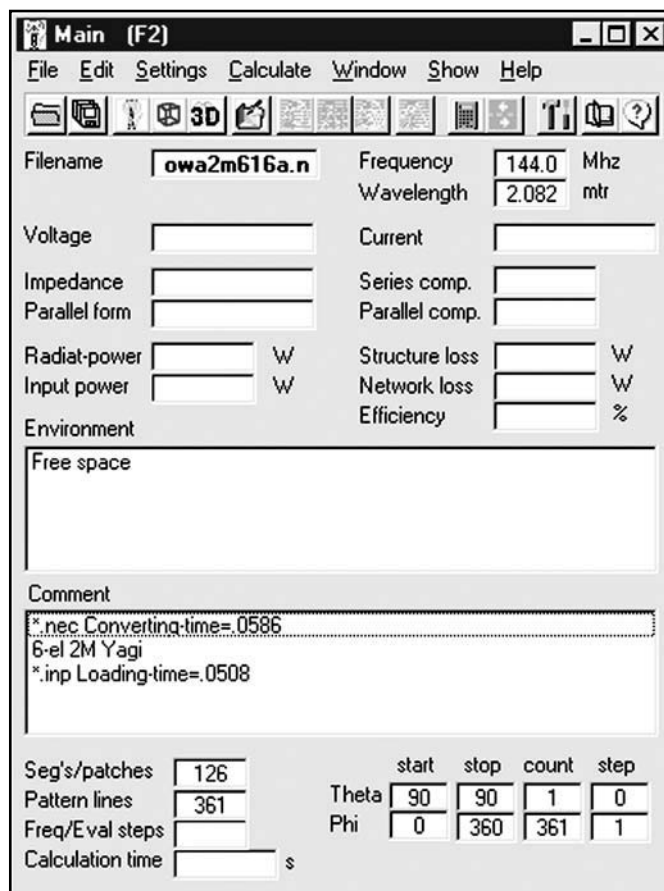 Main (F2)
File Edit Settings Calculate Window Show Help
3D
Filename owa2m616a.n Frequency 144.0 Mhz
Wavelength 2.082 mtr
Voltage Current
Impedance Series comp.
Parallel form Parallel comp.
Radiat-power W Structure loss W
Input power W Network loss W
Efficiency %
Environment
Free space
Comment
*.nec Converting-time=.0586
6-el 2M Yagi
*.inp Loading-time=.0508
Seg's/patches 126 start stop count step
Pattern lines 361 Theta 90 90 1 0
Freq/Eval steps Phi 0 360 361 1
Calculation time s